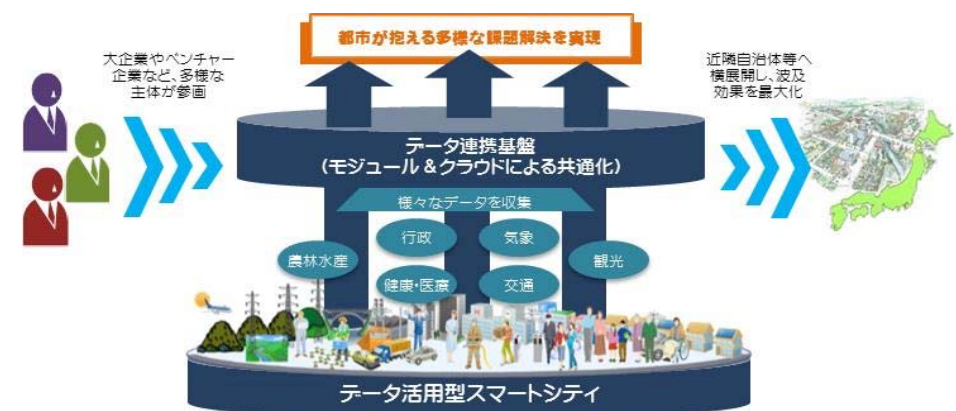 都市が抱える多様な課題解決を実現
大企業やベンチャー
企業など、多様な
主体が参画
近隣自治体等へ
横展開し、波及
効果を最大化
データ連携基盤
(モジュール&クラウドによる共通化)
様々なデータを収集
行政
気象
農林水産
観光
健康・医療
交通
データ活用型スマートシティ